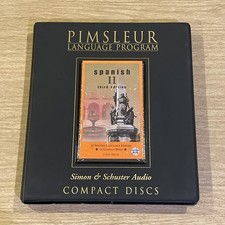 PIMSLEUR
LANGUAGE PROGRAM
spanish
II
third edition
Simon & Schuster Audio
COMPACT DISCS